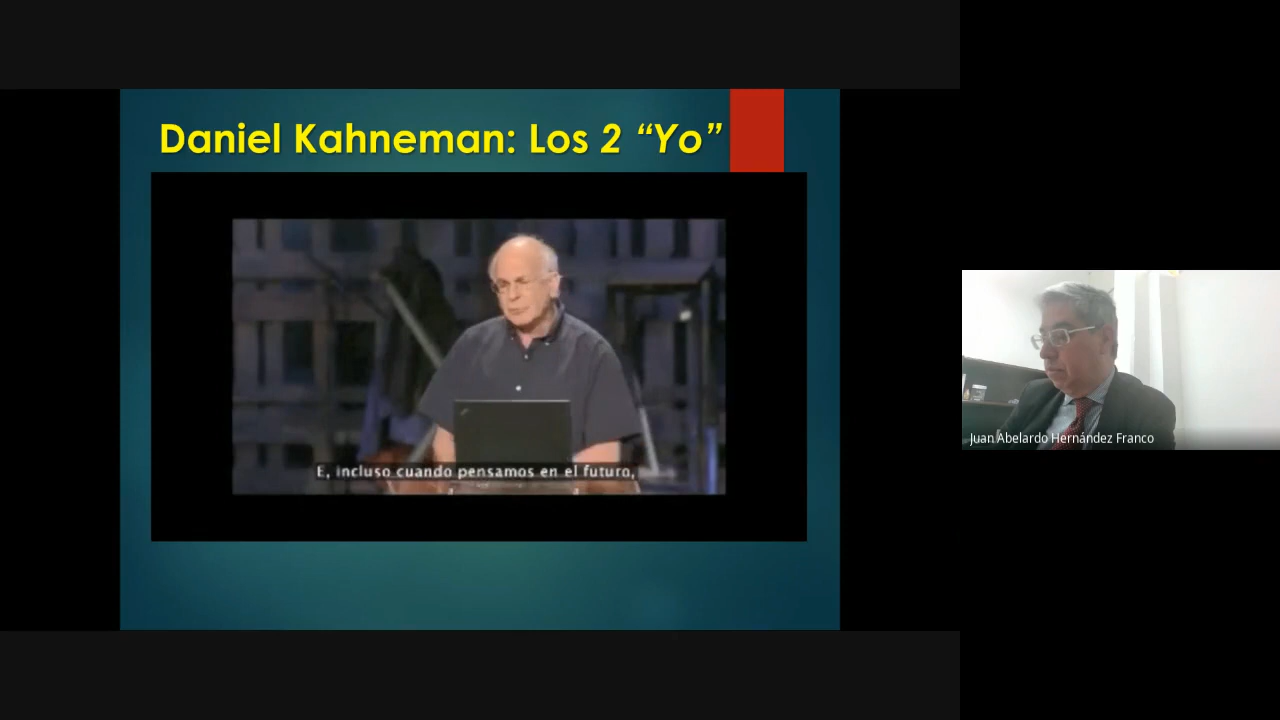 Daniel Kahneman: Los 2 “Yo”
E, incluso cuando pensamos en el futuro,
Juan Abelardo Hernández Franco